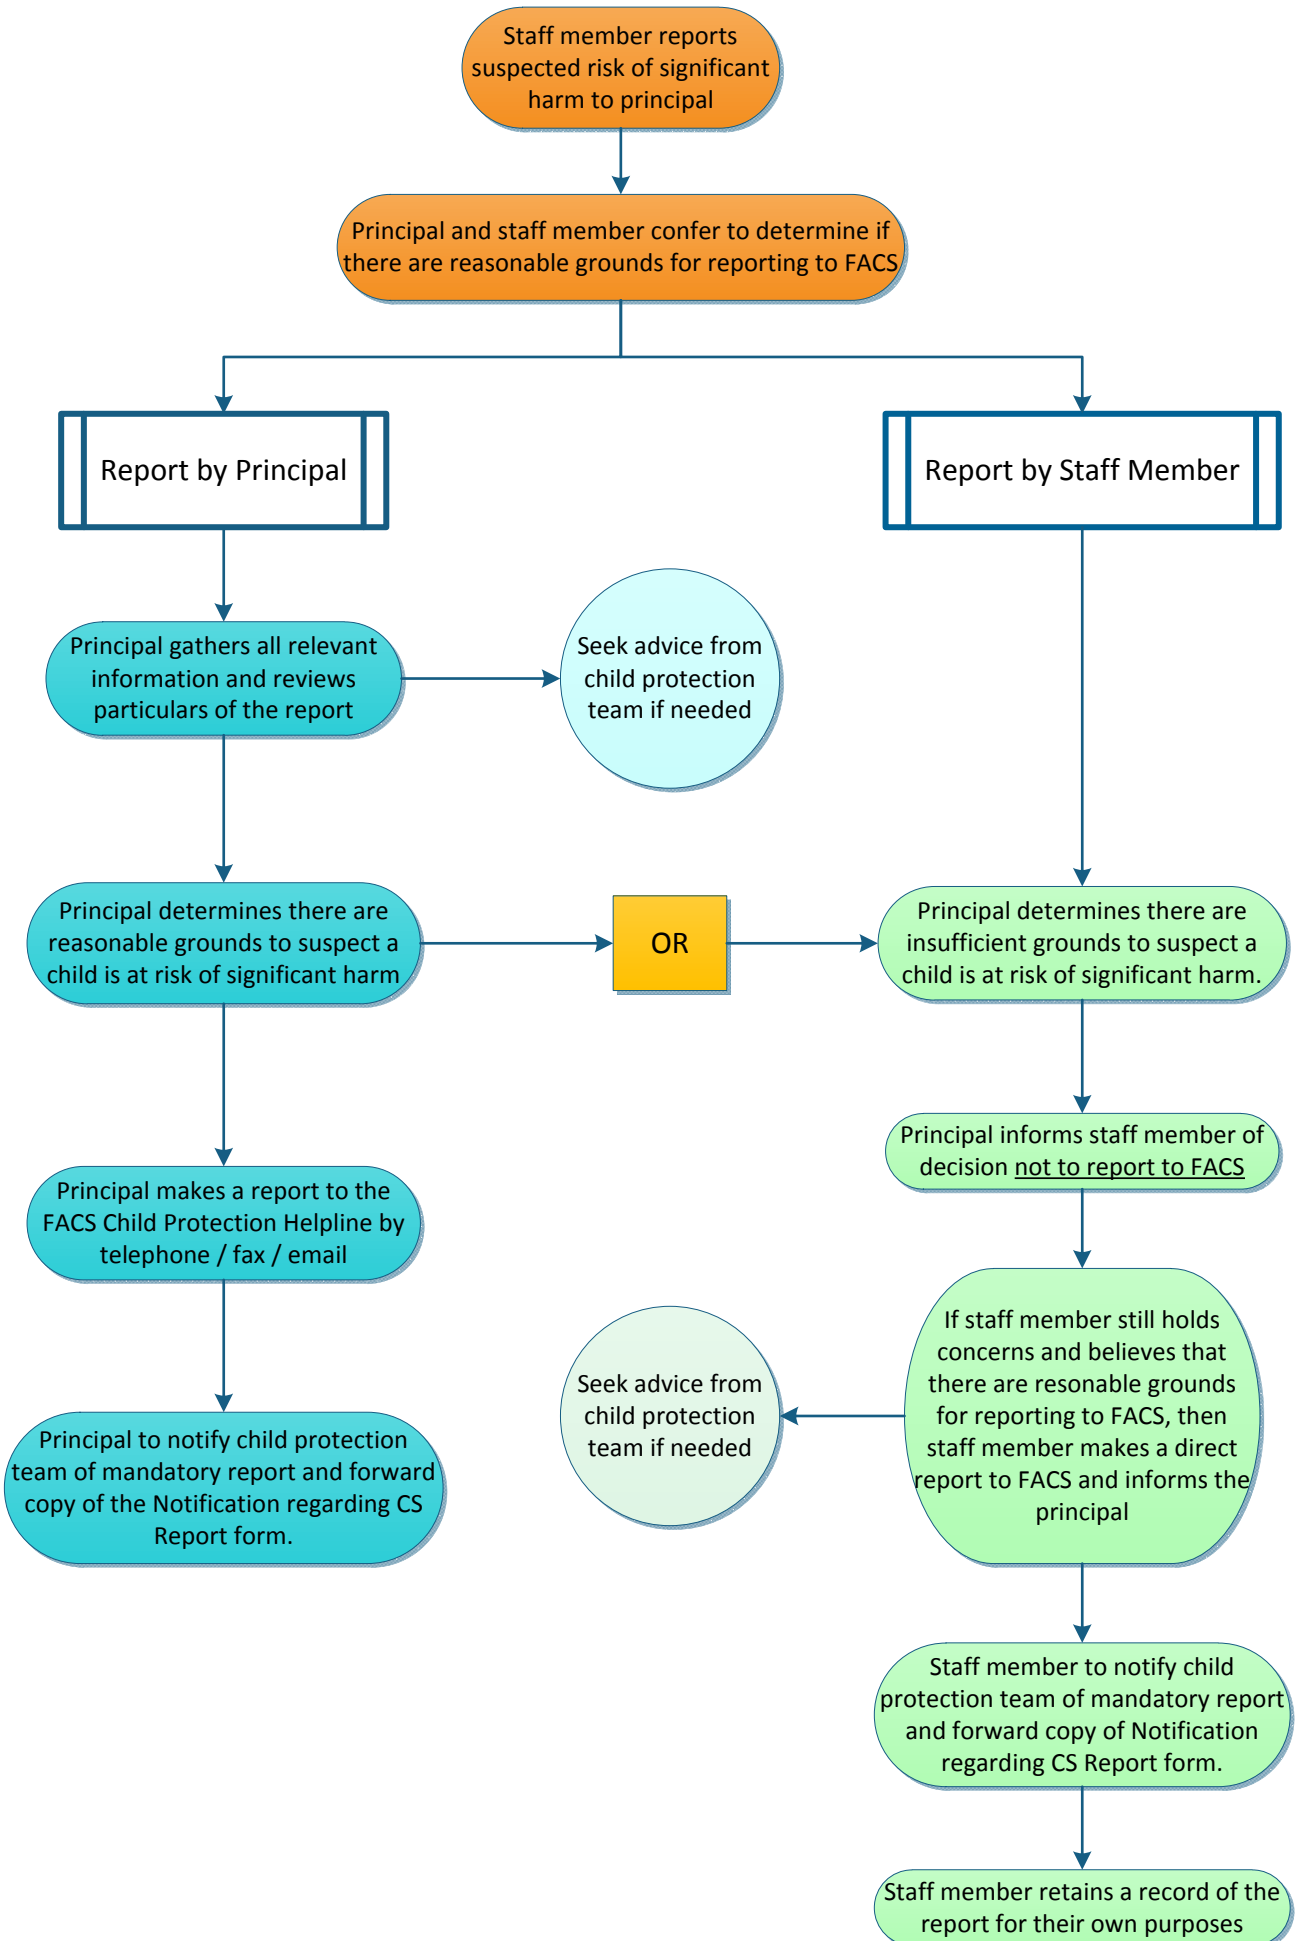 Staff member reports
suspected risk of significant
harm to principal
Principal and staff member confer to determine if
there are reasonable grounds for reporting to FACS
Report by Principal
Report by Staff Member
Principal gathers all relevant
information and reviews
particulars of the report
Seek advice from
child protection
team if needed
Principal determines there are
reasonable grounds to suspect a
child is at risk of significant harm
OR
Principal determines there are
insufficient grounds to suspect a
child is at risk of significant harm.
Principal informs staff member of
decision not to report to FACS
Principal makes a report to the
FACS Child Protection Helpline by
telephone / fax / email
If staff member still holds
concerns and believes that
there are resonable grounds
for reporting to FACS, then
staff member makes a direct
report to FACS and informs the
principal
Seek advice from
child protection
team if needed
Principal to notify child protection
team of mandatory report and forward
copy of the Notification regarding CS
Report form.
Staff member to notify child
protection team of mandatory report
and forward copy of Notification
regarding CS Report form.
Staff member retains a record of the
report for their own purposes